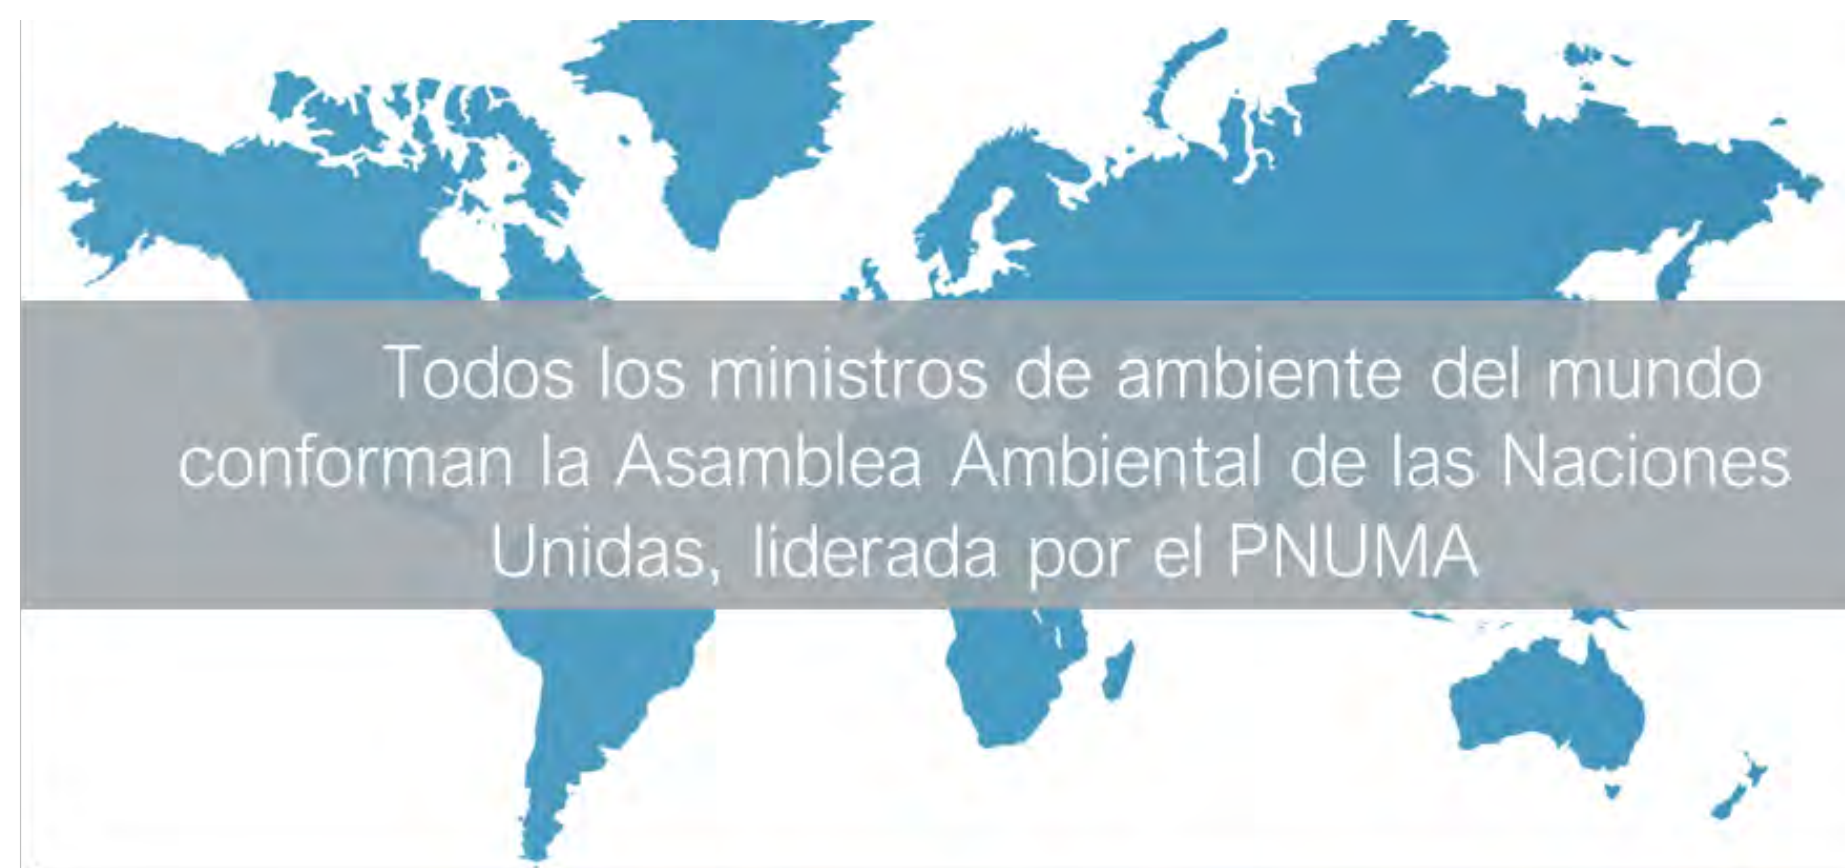 Todos los ministros de ambiente del mundo
conforman la Asamblea Ambiental de las Naciones
Unidas, liderada por el PNUMA